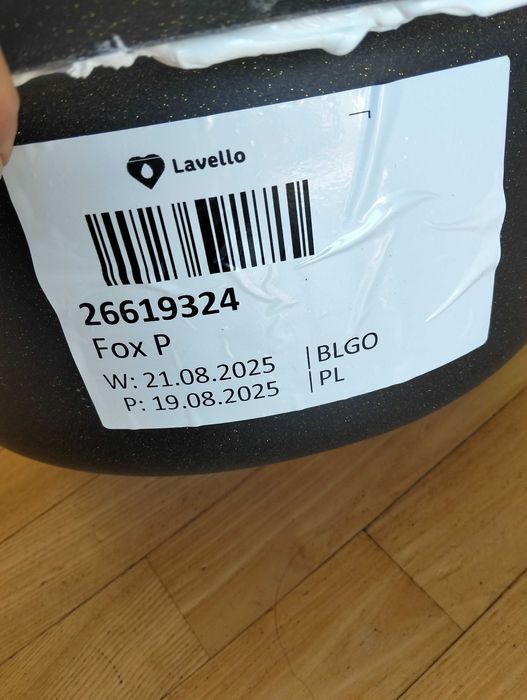 Lavello
26619324
Fox P
W: 21.08.2025 | BLGO
P: 19.08.2025 | PL